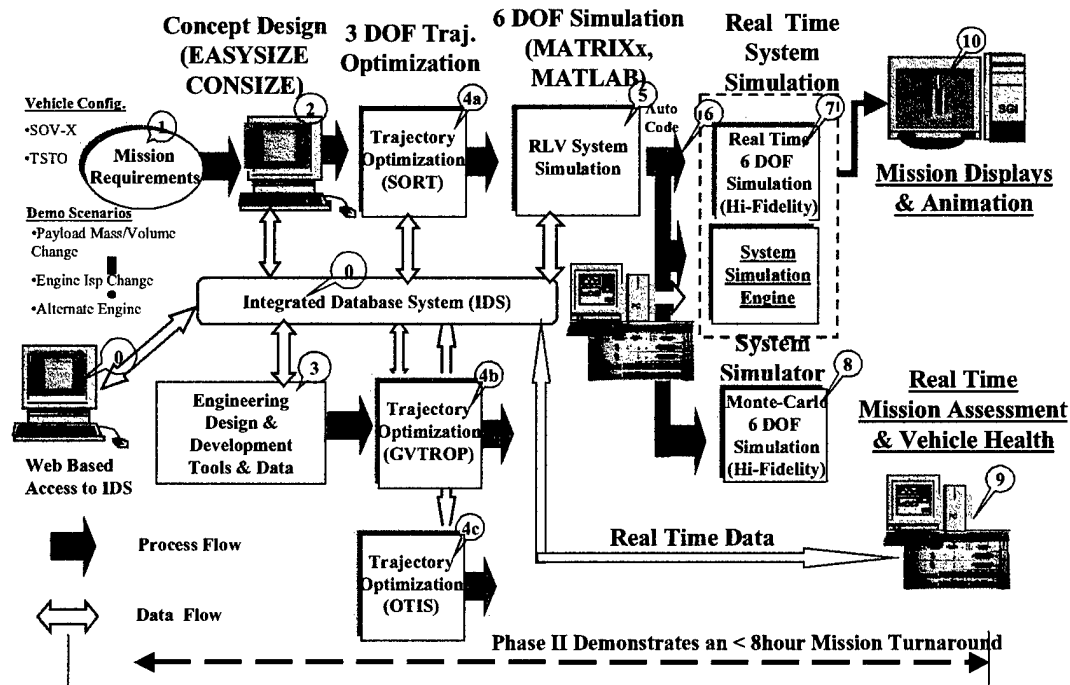 Concept Design
(EASYSIZE
CONSIZE)
3 DOF Traj.
Optimization
6 DOF Simulation
(MATRIXx,
MATLAB)
Real Time
System
Simulation
10
SGI
Mission Displays
& Animation
Vehicle Config.
•SOV-X
•TSTO
1
Mission
Requirements
2
4a
Trajectory
Optimization
(SORT)
5
RLV System
Simulation
Auto
Code
6
7
Real Time
6 DOF
Simulation
(Hi-Fidelity)
System
Simulation
Engine
Demo Scenarios
•Payload Mass/Volume
Change
•Engine Isp Change
•Alternate Engine
0
Integrated Database System (IDS)
0
Web Based
Access to IDS
3
Engineering
Design &
Development
Tools & Data
4b
Trajectory
Optimization
(GVTROP)
4c
Trajectory
Optimization
(OTIS)
System
Simulator
8
Monte-Carlo
6 DOF
Simulation
(Hi-Fidelity)
Real Time
Mission Assessment
& Vehicle Health
9
Real Time Data
Process Flow
Data Flow
Phase II Demonstrates an < 8hour Mission Turnaround